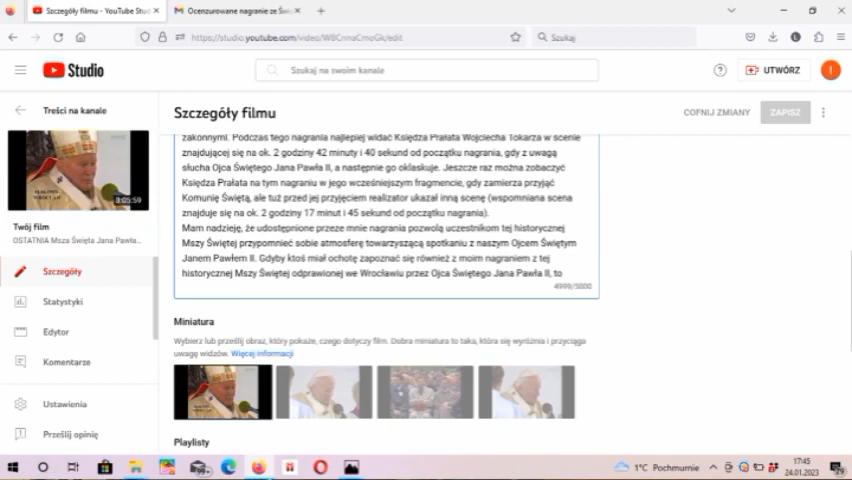 Szczegóły filmu - YouTube Stud
Ocenzurowane nagranie ze Św
https://studio.youtube.com/video/
/edit
Szukaj
Studio
Szukaj na swoim kanale
UTWÓRZ
I
Treści na kanale
Szczegóły filmu
COFNIJ ZMIANY
ZAPISZ
3:05:59
Twój film
OSTATNIA Msza Święta Jana Pawła...
Szczegóły
Statystyki
Edytor
Komentarze
Ustawienia
Prześlij opinię
zakonnymi. Podczas tego nagrania najlepiej widać Księdza Prałata Wojciecha Tokarza w scenie
znajdującej się na ok. 2 godziny 42 minuty i 40 sekund od początku nagrania, gdy z uwagą
słucha Ojca Świętego Jana Pawła II, a następnie go oklaskuje. Jeszcze raz można zobaczyć
Księdza Prałata na tym nagraniu w jego wcześniejszym fragmencie, gdy zamierza przyjąć
Komunię Świętą, ale tuż przed jej przyjęciem realizator ukazał inną scenę (wspomniana scena
znajduje się na ok. 2 godziny 17 minut i 45 sekund od początku nagrania).
Mam nadzieję, że udostępnione przeze mnie nagrania pozwolą uczestnikom tej historycznej
Mszy Świętej przypomnieć sobie atmosferę towarzyszącą spotkaniu z naszym Ojcem Świętym
Janem Pawłem II. Gdyby ktoś miał ochotę zapoznać się również z moim nagraniem z tej
historycznej Mszy Świętej odprawionej we Wrocławiu przez Ojca Świętego Jana Pawła II, to
4999/5000
Miniatura
Wybierz lub prześlij obraz, który pokaże, czego dotyczy film. Dobra miniatura to taka, która się wyróżnia i przyciąga
uwagę widzów. Więcej informacji
Playlisty
99+
1°C Pochmurnie
17:45
24.01.2023